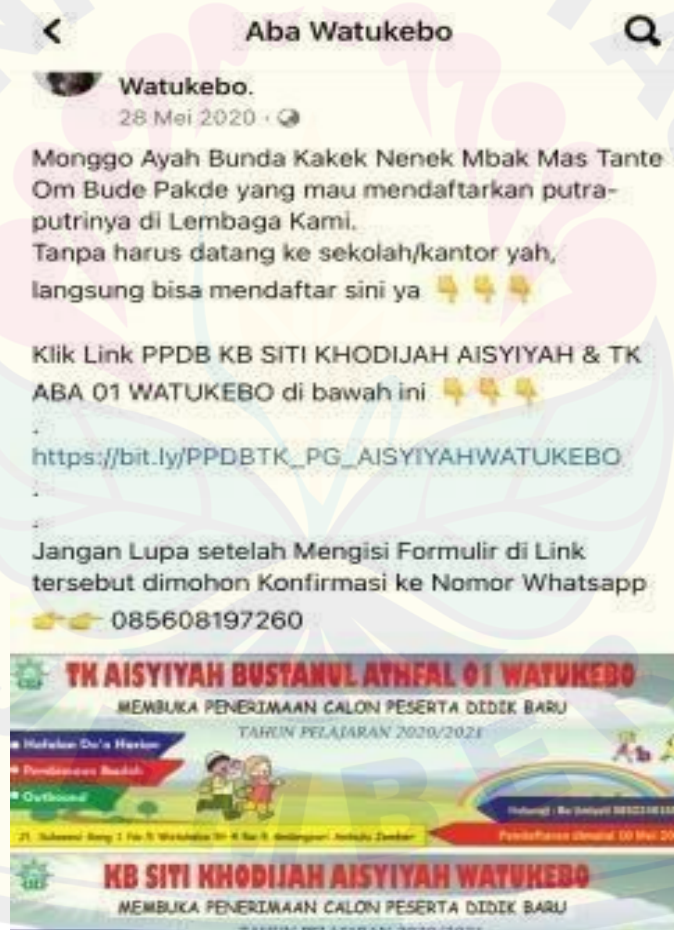 Aba Watukebo
Watukebo.
28 Mei 2020
Monggo Ayah Bunda Kakek Nenek Mbak Mas Tante
Om Bude Pakde yang mau mendaftarkan putra-
putrinya di Lembaga Kami.
Tanpa harus datang ke sekolah/kantor yah,
langsung bisa mendaftar sini ya 👇 👇 👇
Klik Link PPDB KB SITI KHODIJAH AISYIYAH & TK
ABA 01 WATUKEBO di bawah ini 👇 👇 👇
.
https://bit.ly/PPDBTK_PG_AISYIYAHWATUKEBO
.
.
Jangan Lupa setelah Mengisi Formulir di Link
tersebut dimohon Konfirmasi ke Nomor Whatsapp
👉👉 085608197260
TK AISYIYAH BUSTANUL ATHFAL 01 WATUKEBO
MEMBUKA PENERIMAAN CALON PESERTA DIDIK BARU
TAHUN PELAJARAN 2020/2021
Hafalan Do'a Harian
Pembiasaan Ibadah
Outbound
KB SITI KHODIJAH AISYIYAH WATUKEBO
MEMBUKA PENERIMAAN CALON PESERTA DIDIK BARU